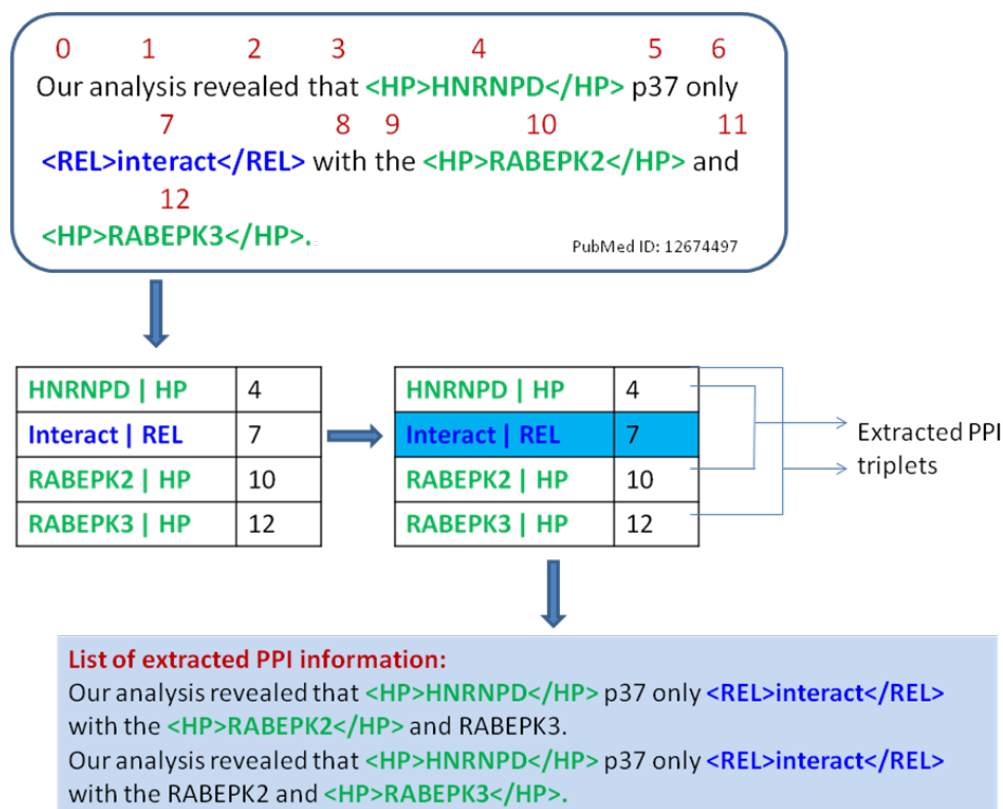 0 1 2 3 4 5 6
Our analysis revealed that <HP>HNRNPD</HP> p37 only
7 8 9 10 11
<REL>interact</REL> with the <HP>RABEPK2</HP> and
12
<HP>RABEPK3</HP>.
PubMed ID: 12674497
HNRNPD | HP 4
Interact | REL 7
RABEPK2 | HP 10
RABEPK3 | HP 12
HNRNPD | HP 4
Interact | REL 7
RABEPK2 | HP 10
RABEPK3 | HP 12
Extracted PPI
triplets
List of extracted PPI information:
Our analysis revealed that <HP>HNRNPD</HP> p37 only <REL>interact</REL>
with the <HP>RABEPK2</HP> and RABEPK3.
Our analysis revealed that <HP>HNRNPD</HP> p37 only <REL>interact</REL>
with the RABEPK2 and <HP>RABEPK3</HP>.